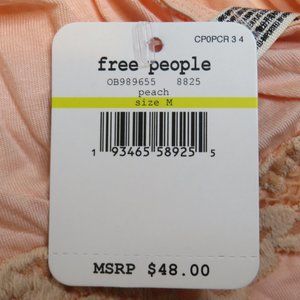 CP0PCR 3 4
free people
OB989655 8825
peach
size M
1 93465 58925 5
MSRP $48.00